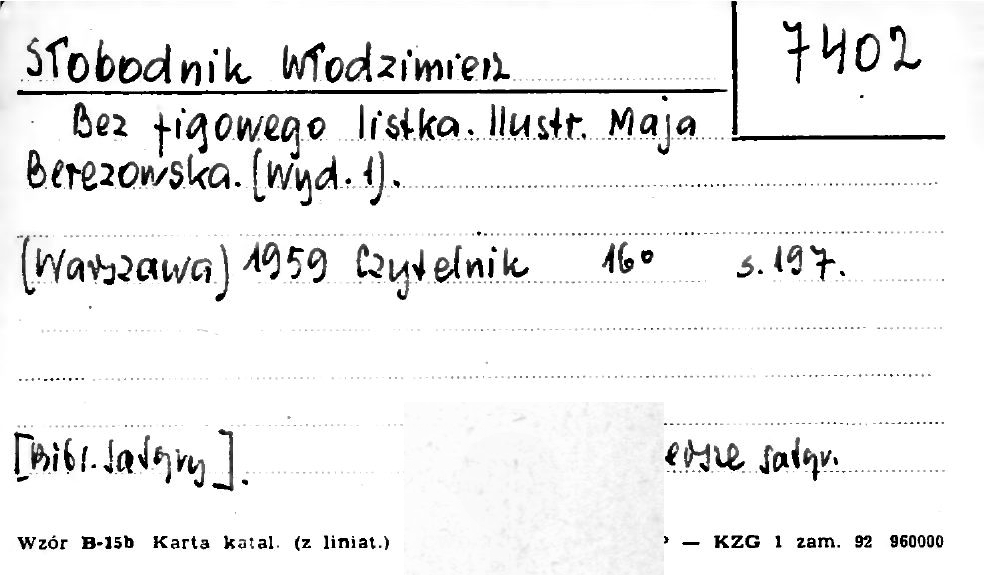 Słobodnik Włodzimierz
7402
Bez figowego listka. Ilustr. Maja
Berezowska. (Wyd. 1).
(Warszawa) 1959 Czytelnik 16° s. 197.
[Bibl. Satyry]. satyr.
Wzór B-15b Karta katal. (z liniat.) — KZG 1 zam. 92 960000